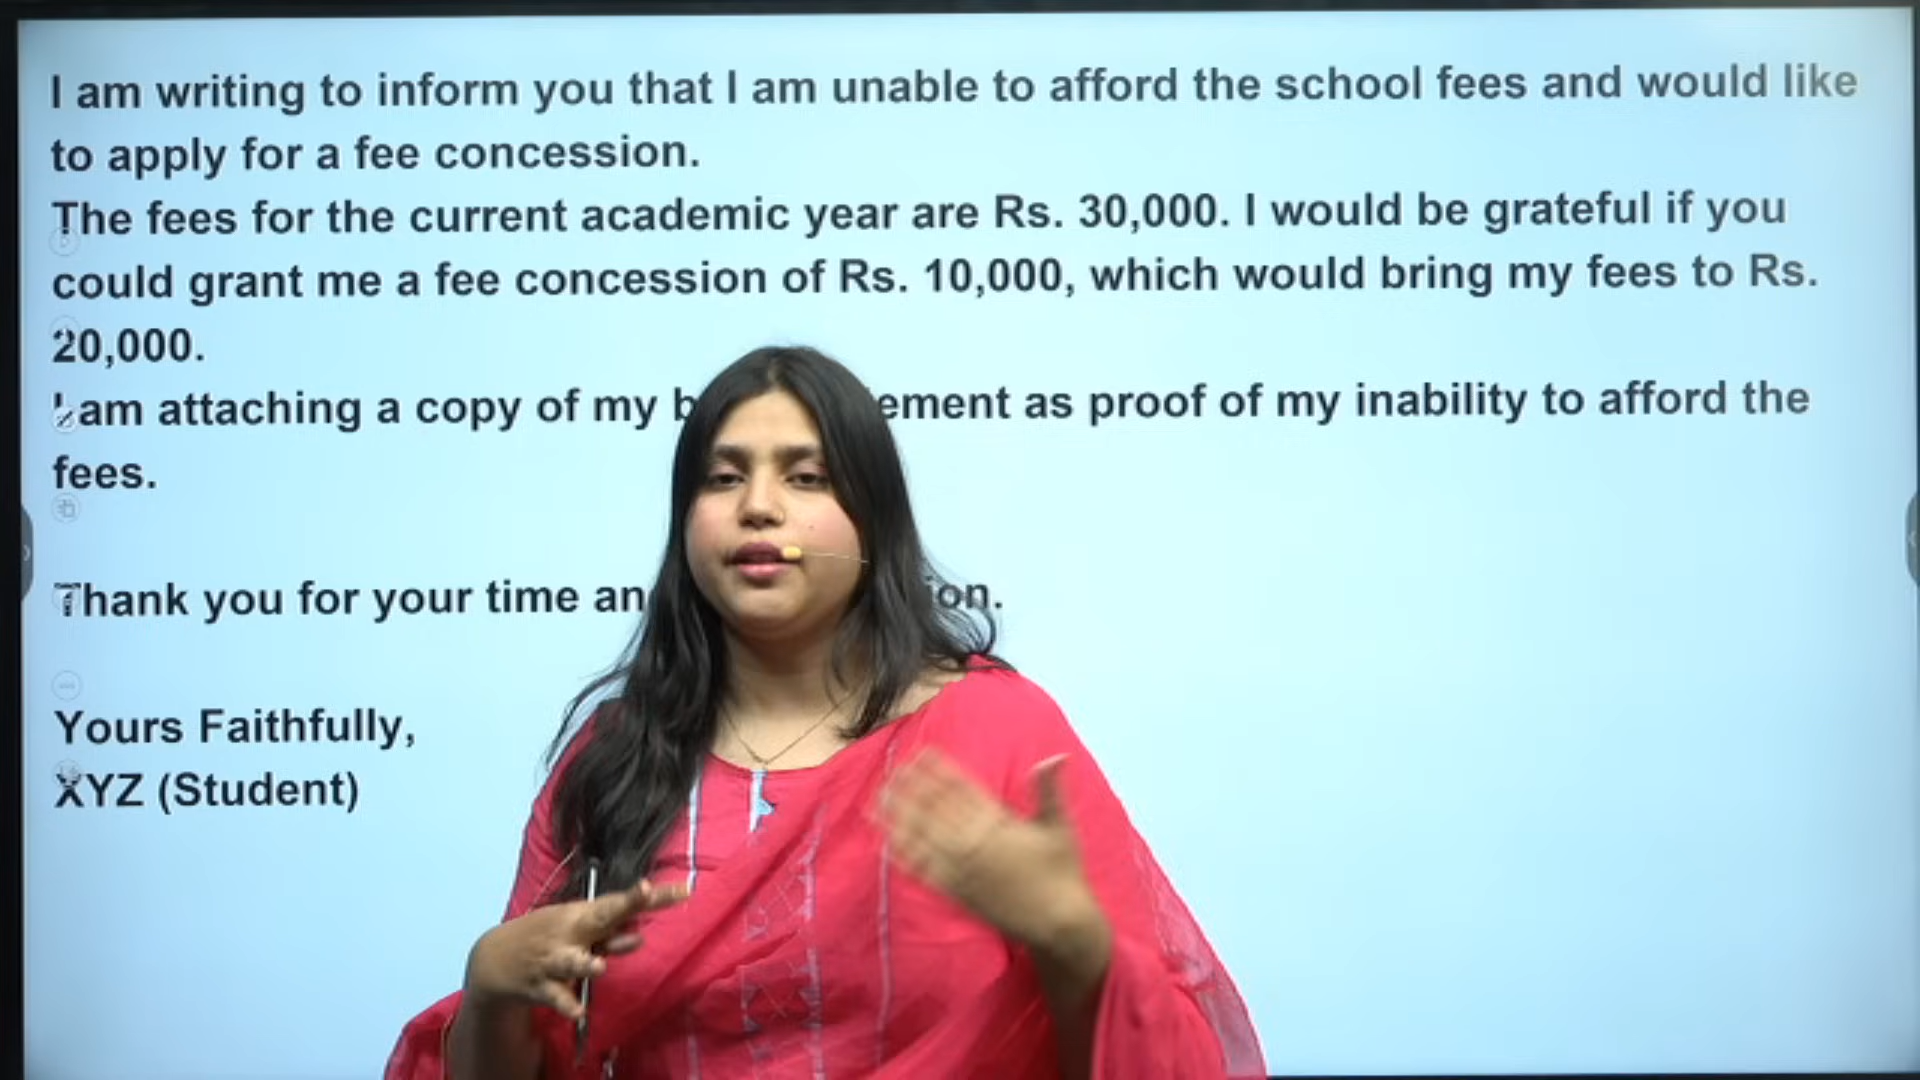 I am writing to inform you that I am unable to afford the school fees and would like
to apply for a fee concession.
The fees for the current academic year are Rs. 30,000. I would be grateful if you
could grant me a fee concession of Rs. 10,000, which would bring my fees to Rs.
20,000.
I am attaching a copy of my as proof of my inability to afford the
fees.
Thank you for your time
Yours Faithfully,
XYZ (Student)